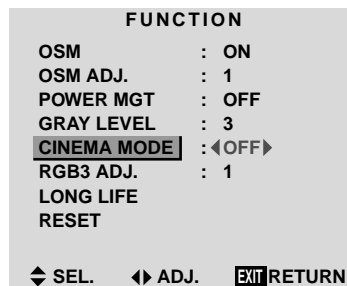 FUNCTION
OSM : ON
OSM ADJ. : 1
POWER MGT : OFF
GRAY LEVEL : 3
CINEMA MODE : ◀OFF▶
RGB3 ADJ. : 1
LONG LIFE
RESET
SEL. ADJ. EXIT RETURN